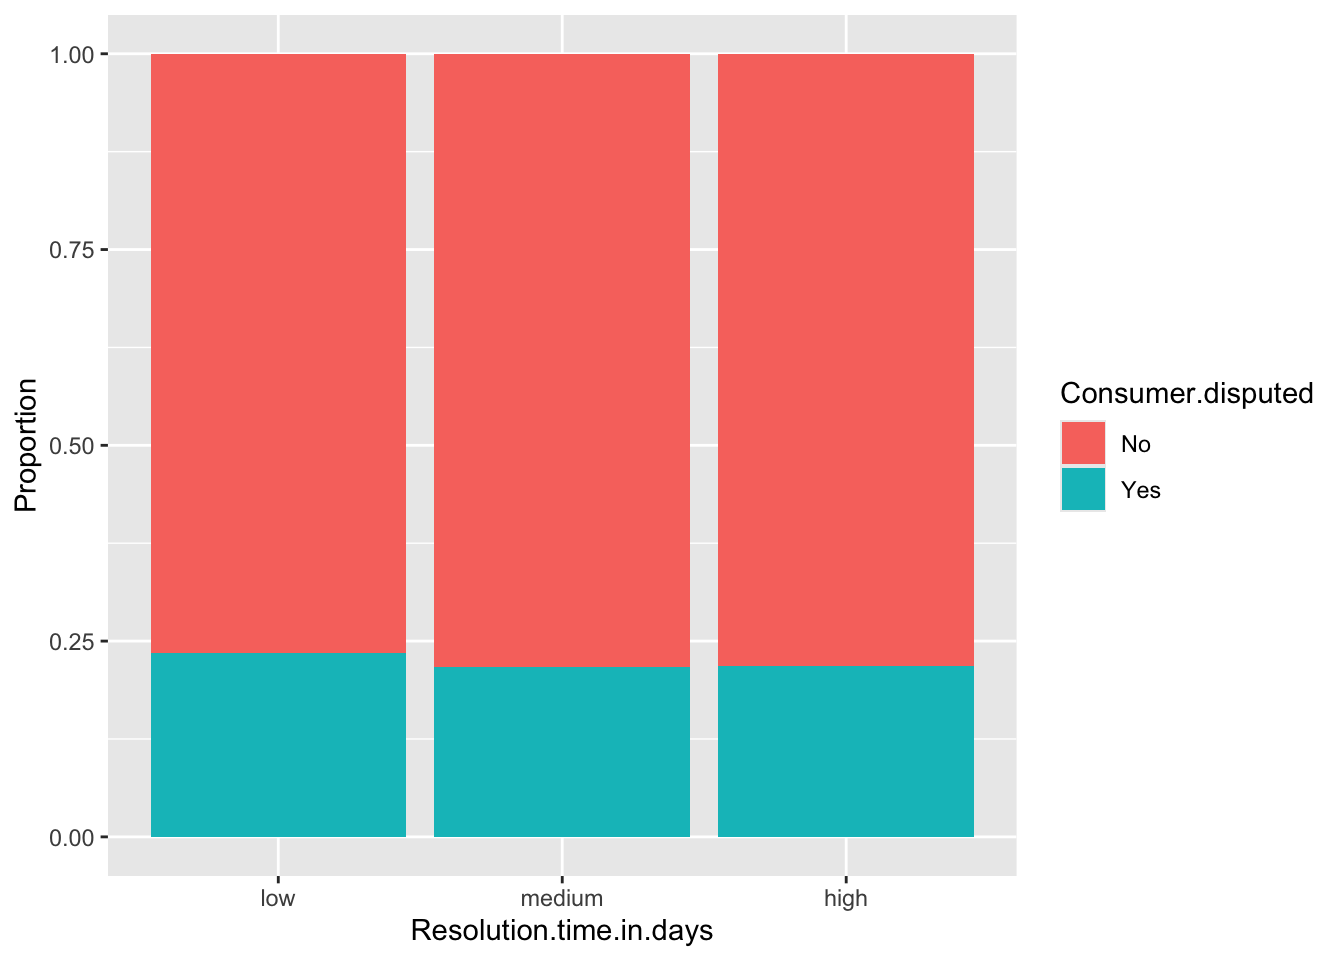 1.00
0.75
0.50
0.25
0.00
Proportion
low medium high
Resolution.time.in.days
Consumer.disputed
No
Yes